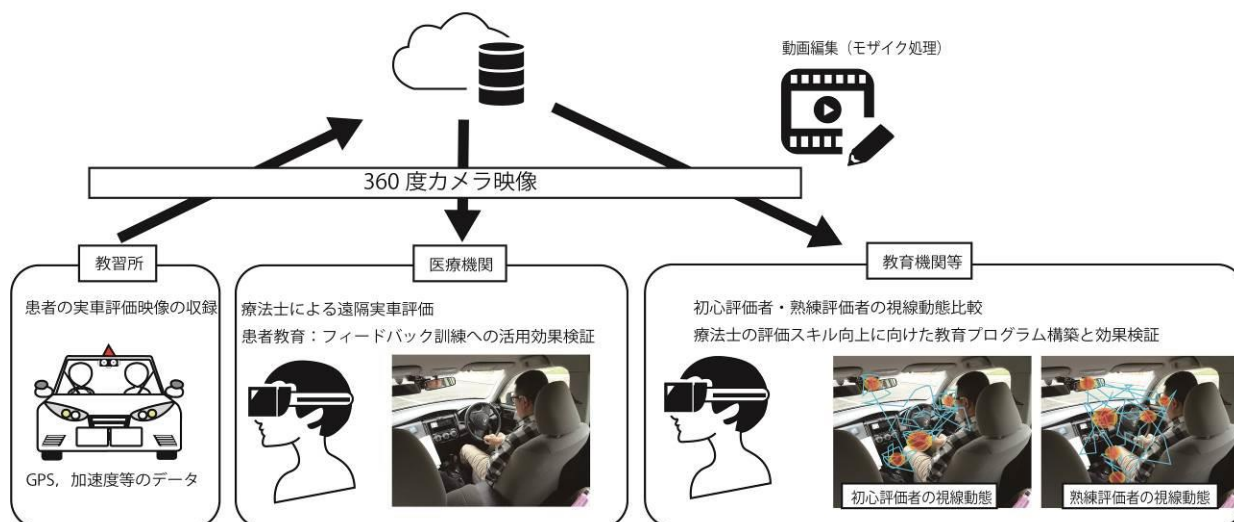 動画編集（モザイク処理）
360 度カメラ映像
教習所
患者の実車評価映像の収録
GPS，加速度等のデータ
医療機関
療法士による遠隔実車評価
患者教育：フィードバック訓練への活用効果検証
教育機関等
初心評価者・熟練評価者の視線動態比較
療法士の評価スキル向上に向けた教育プログラム構築と効果検証
初心評価者の視線動態
熟練評価者の視線動態